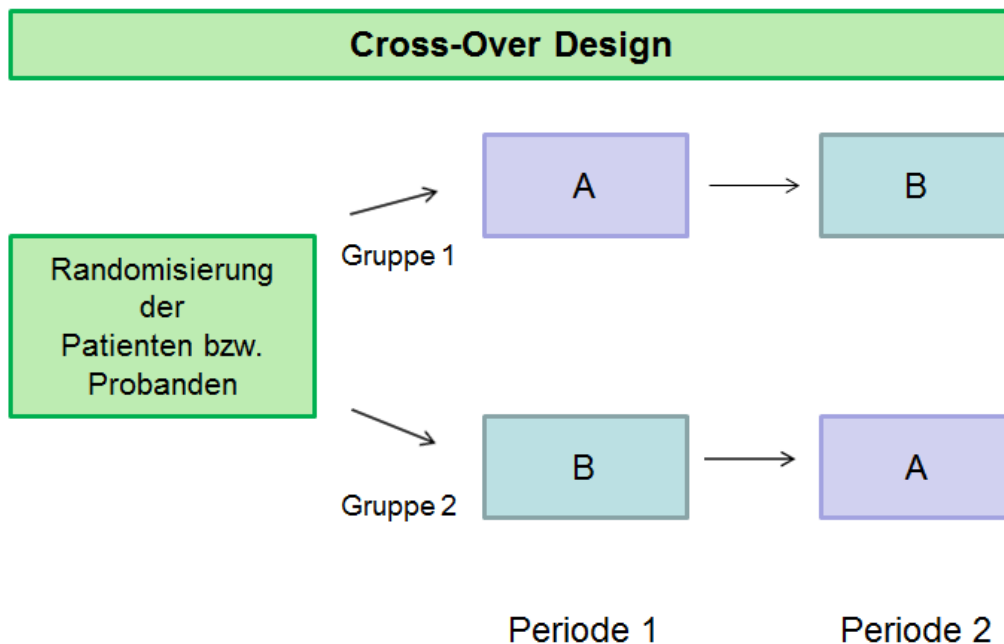 Cross-Over Design
Randomisierung
der
Patienten bzw.
Probanden
Gruppe 1
A
B
Gruppe 2
B
A
Periode 1
Periode 2